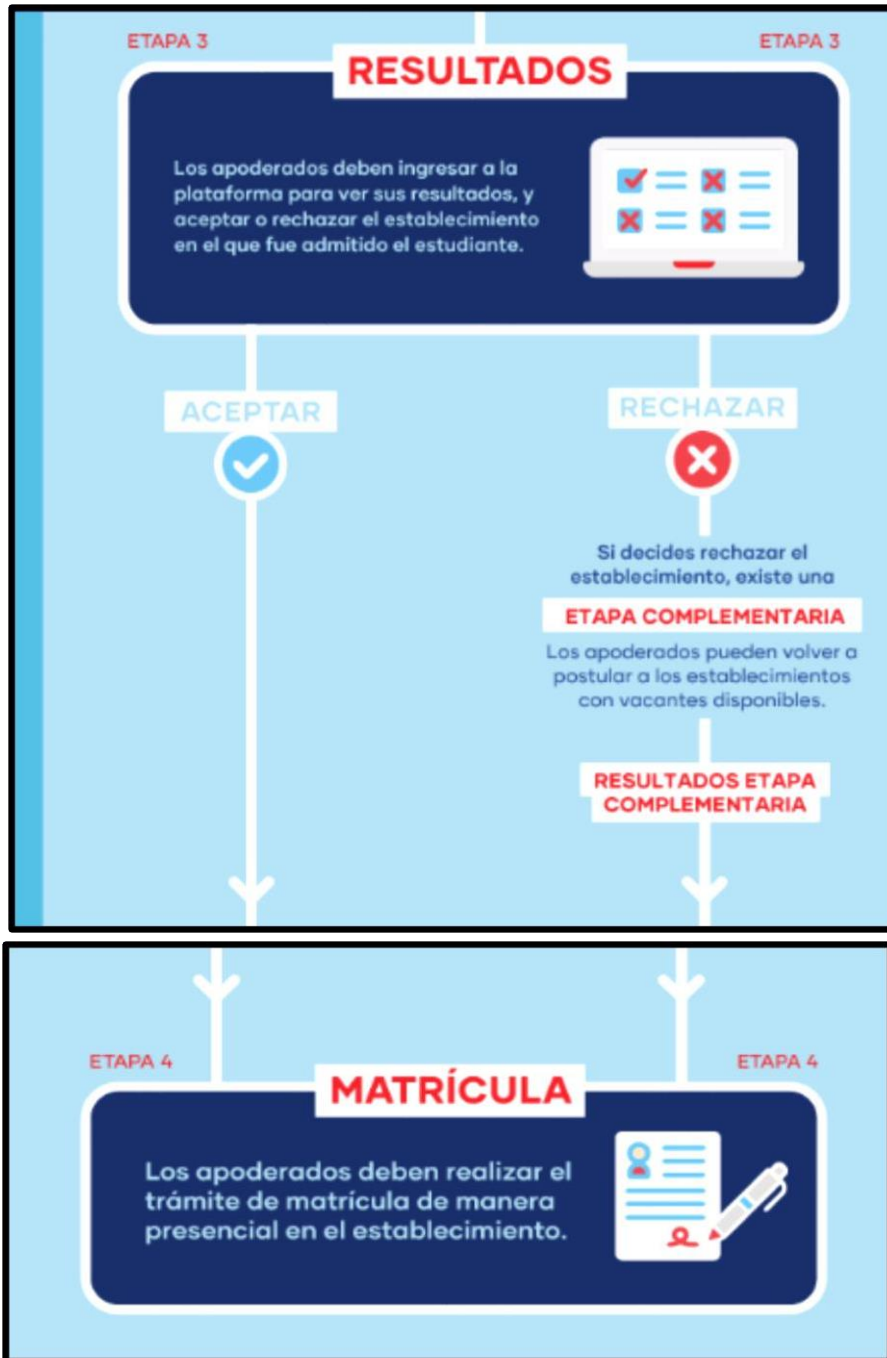 ETAPA 3
ETAPA 3
RESULTADOS
Los apoderados deben ingresar a la
plataforma para ver sus resultados, y
aceptar o rechazar el establecimiento
en el que fue admitido el estudiante.
ACEPTAR
RECHAZAR
Si decides rechazar el
establecimiento, existe una
ETAPA COMPLEMENTARIA
Los apoderados pueden volver a
postular a los establecimientos
con vacantes disponibles.
RESULTADOS ETAPA
COMPLEMENTARIA
ETAPA 4
ETAPA 4
MATRÍCULA
Los apoderados deben realizar el
trámite de matrícula de manera
presencial en el establecimiento.